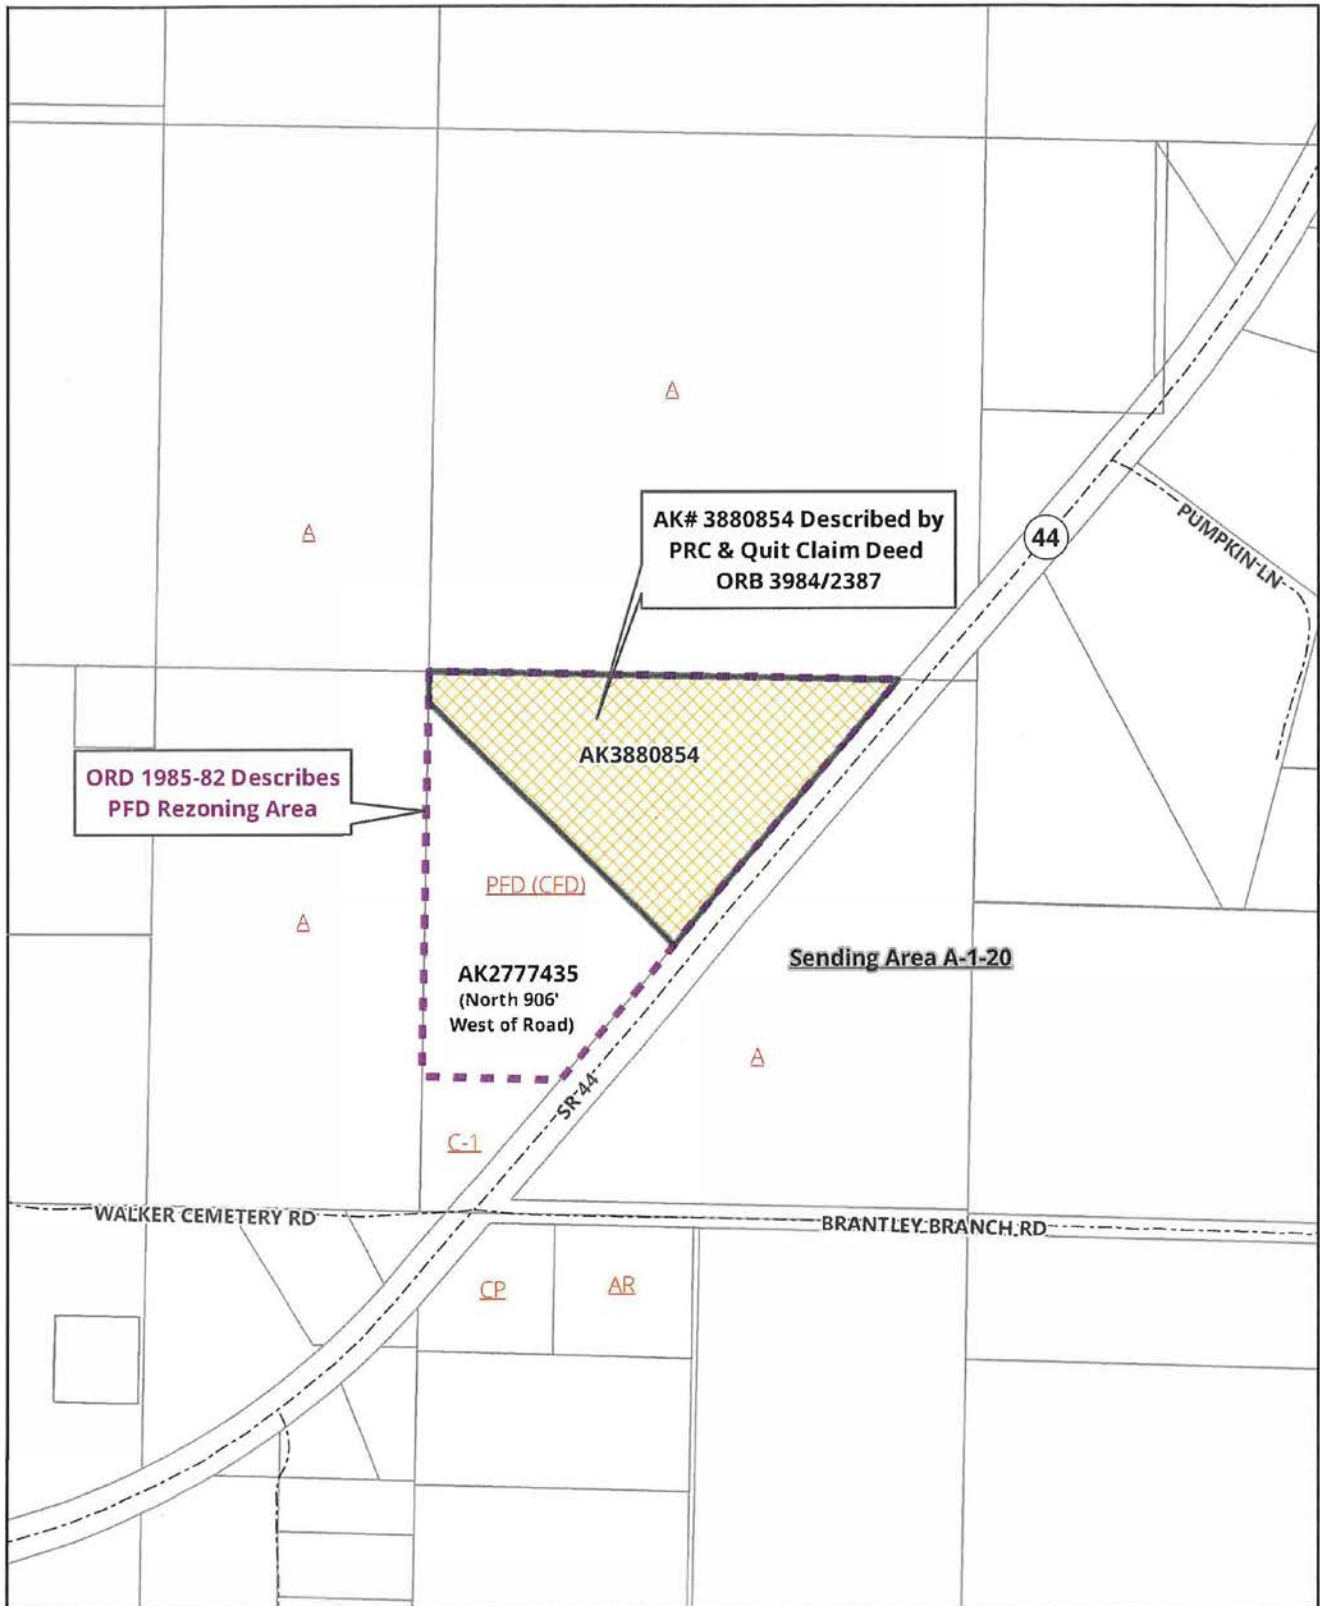 A
A
AK# 3880854 Described by
PRC & Quit Claim Deed
ORB 3984/2387
44
PUMPKIN LN
AK3880854
ORD 1985-82 Describes
PFD Rezoning Area
PFD (CFD)
A
Sending Area A-1-20
AK2777435
(North 906'
West of Road)
A
SR 44
C-1
WALKER CEMETERY RD
BRANTLEY BRANCH RD
CP
AR